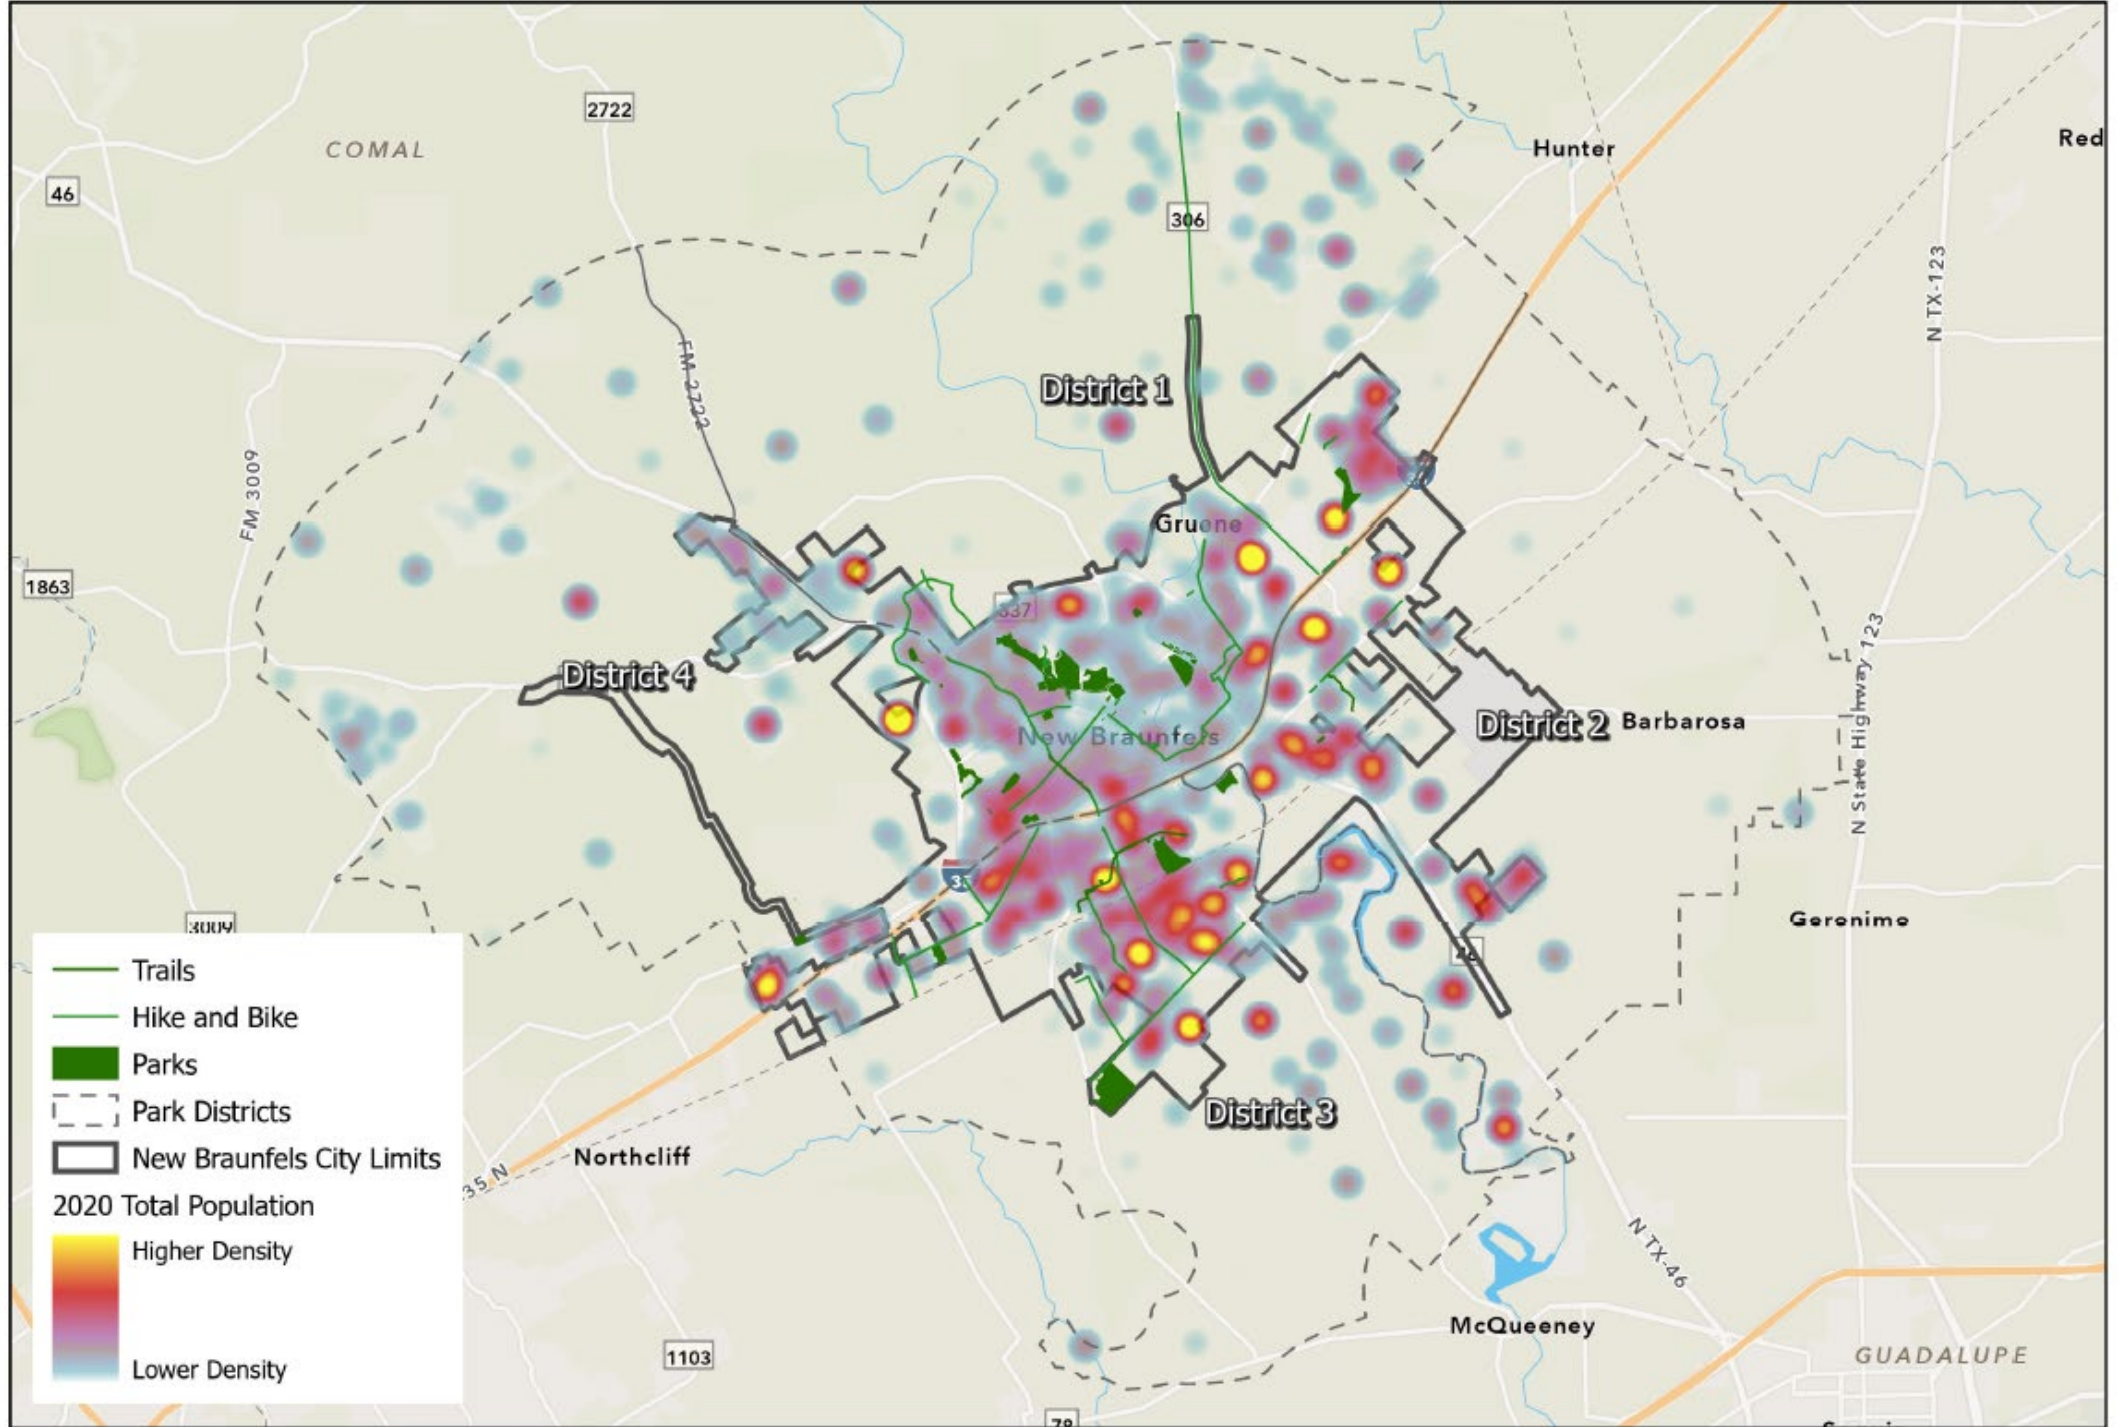 2722
COMAL
Hunter
Red
46
306
N TX-123
FM 2722
District 1
FM 3009
Gruene
1863
337
N State Highway 123
District 4
District 2
Barbarosa
New Braunfels
35
Geronimo
3009
46
Trails
Hike and Bike
Parks
Park Districts
New Braunfels City Limits
2020 Total Population
Higher Density
Lower Density
District 3
Northcliff
35 N
N TX-46
McQueeney
1103
GUADALUPE
78